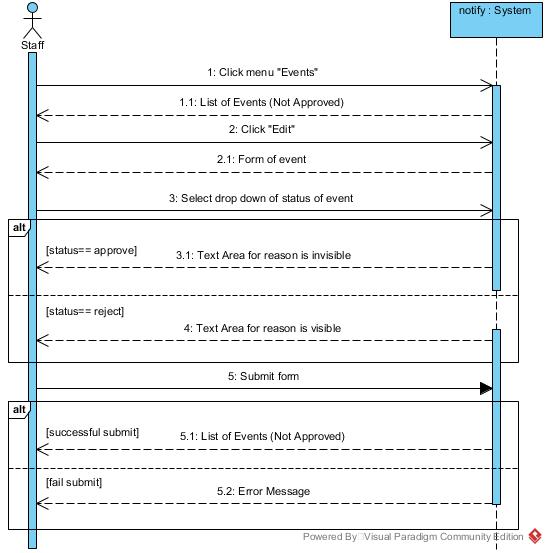 notify : System
Staff
1: Click menu "Events"
1.1: List of Events (Not Approved)
2: Click "Edit"
2.1: Form of event
3: Select drop down of status of event
alt
[status== approve]
3.1: Text Area for reason is invisible
[status== reject]
4: Text Area for reason is visible
5: Submit form
alt
[successful submit]
5.1: List of Events (Not Approved)
[fail submit]
5.2: Error Message
Powered By Visual Paradigm Community Edition